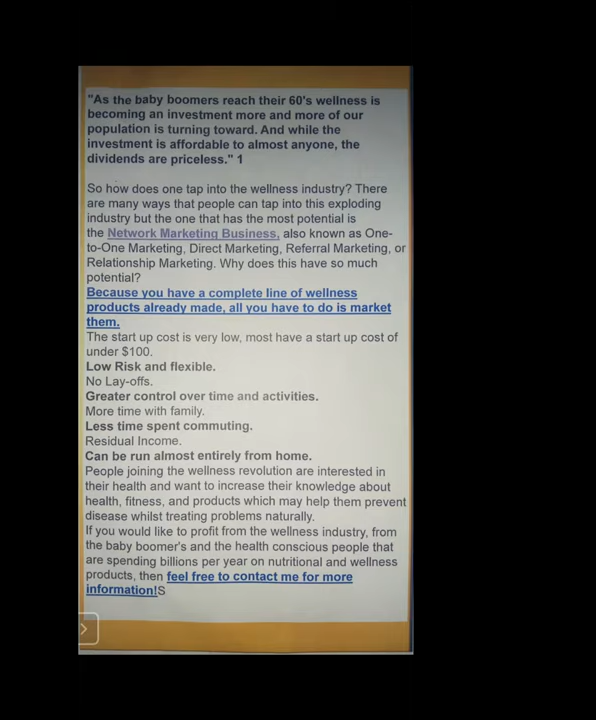 "As the baby boomers reach their 60's wellness is
becoming an investment more and more of our
population is turning toward. And while the
investment is affordable to almost anyone, the
dividends are priceless." 1
So how does one tap into the wellness industry? There
are many ways that people can tap into this exploding
industry but the one that has the most potential is
the Network Marketing Business, also known as One-
to-One Marketing, Direct Marketing, Referral Marketing, or
Relationship Marketing. Why does this have so much
potential?
Because you have a complete line of wellness
products already made, all you have to do is market
them.
The start up cost is very low, most have a start up cost of
under $100.
Low Risk and flexible.
No Lay-offs.
Greater control over time and activities.
More time with family.
Less time spent commuting.
Residual Income.
Can be run almost entirely from home.
People joining the wellness revolution are interested in
their health and want to increase their knowledge about
health, fitness, and products which may help them prevent
disease whilst treating problems naturally.
If you would like to profit from the wellness industry, from
the baby boomer's and the health conscious people that
are spending billions per year on nutritional and wellness
products, then feel free to contact me for more
information!S